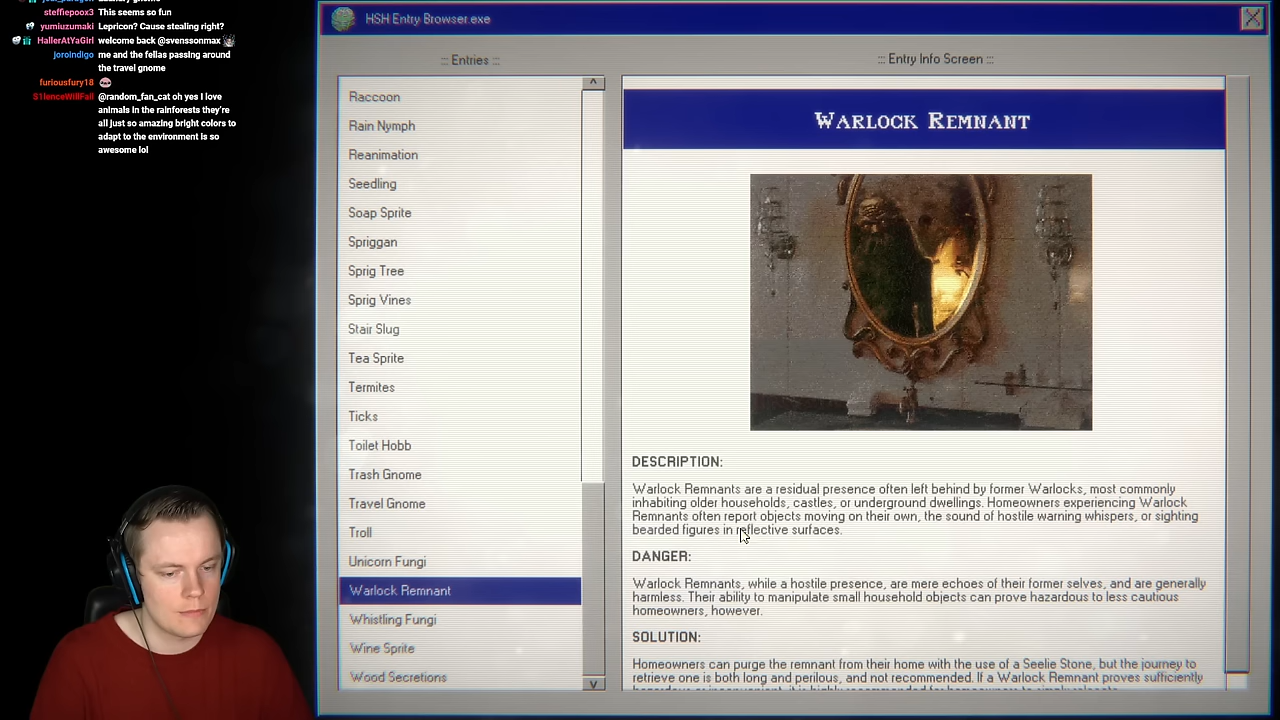 steffiepoox3 This seems so fun
yumiuzumaki Lepricon? Cause stealing right?
HallerAtYaGirl welcome back @svenssonmax
joroindigo me and the fellas passing around
the travel gnome
furiousfury18
S1lenceWillFall @random_fan_cat oh yes I love
animals in the rainforests they're
all just so amazing bright colors to
adapt to the environment is so
awesome lol
HSH Entry Browser.exe
::: Entries :::
Raccoon
Rain Nymph
Reanimation
Seedling
Soap Sprite
Spriggan
Sprig Tree
Sprig Vines
Stair Slug
Tea Sprite
Termites
Ticks
Toilet Hobb
Trash Gnome
Travel Gnome
Troll
Unicorn Fungi
Warlock Remnant
Whistling Fungi
Wine Sprite
Wood Secretions
::: Entry Info Screen :::
Warlock Remnant
DESCRIPTION:
Warlock Remnants are a residual presence often left behind by former Warlocks, most commonly
inhabiting older households, castles, or underground dwellings. Homeowners experiencing Warlock
Remnants often report objects moving on their own, the sound of hostile warning whispers, or sighting
bearded figures in reflective surfaces.
DANGER:
Warlock Remnants, while a hostile presence, are mere echoes of their former selves, and are generally
harmless. Their ability to manipulate small household objects can prove hazardous to less cautious
homeowners, however.
SOLUTION:
Homeowners can purge the remnant from their home with the use of a Seelie Stone, but the journey to
retrieve one is both long and perilous, and not recommended. If a Warlock Remnant proves sufficiently